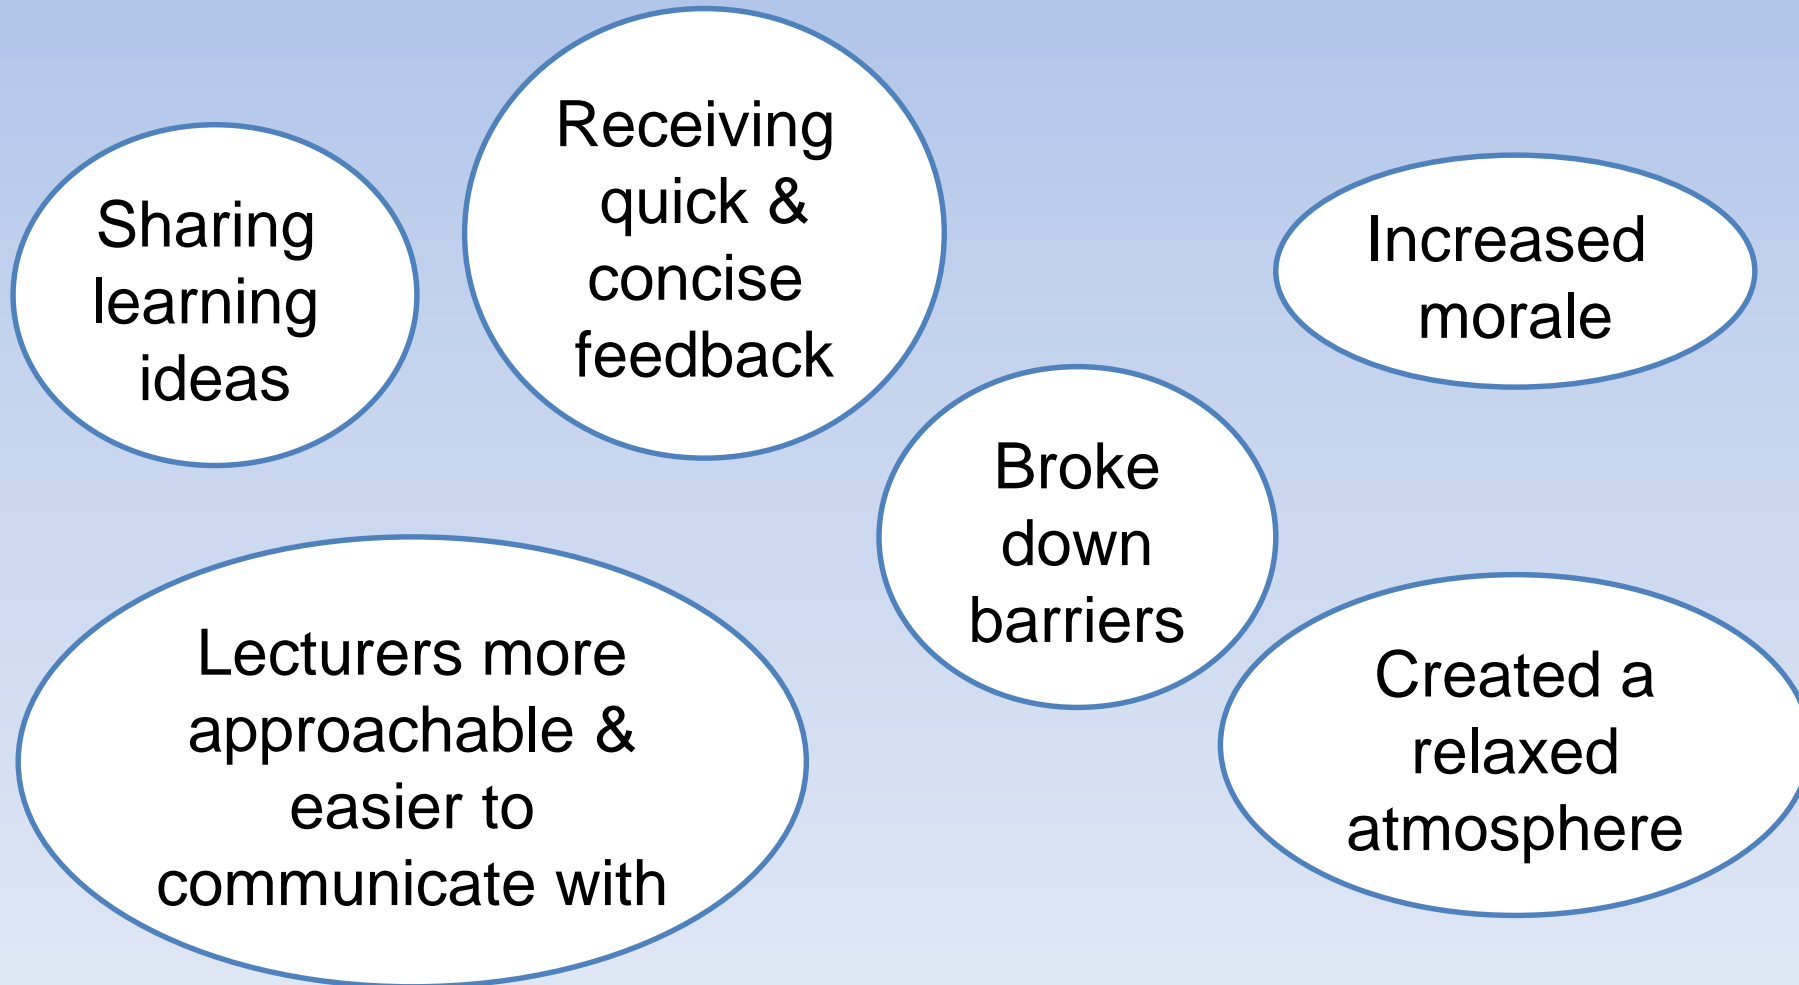 Sharing
learning
ideas
Receiving
quick &
concise
feedback
Increased
morale
Broke
down
barriers
Lecturers more
approachable &
easier to
communicate with
Created a
relaxed
atmosphere